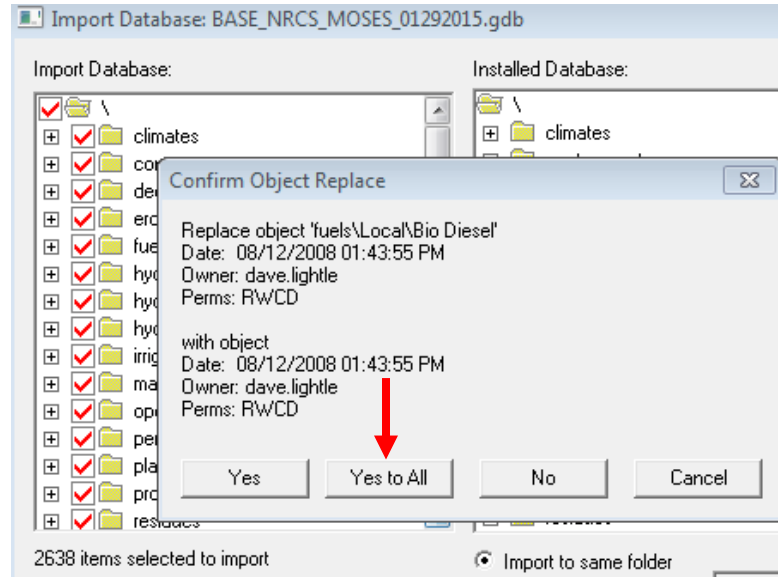 Import Database: BASE_NRCS_MOSES_01292015.gdb
Import Database:
Installed Database:
\
\
climates
climates
Confirm Object Replace
Replace object 'fuels\Local\Bio Diesel'
Date: 08/12/2008 01:43:55 PM
Owner: dave.lightle
Perms: RWCD
with object
Date: 08/12/2008 01:43:55 PM
Owner: dave.lightle
Perms: RWCD
Yes
Yes to All
No
Cancel
2638 items selected to import
Import to same folder